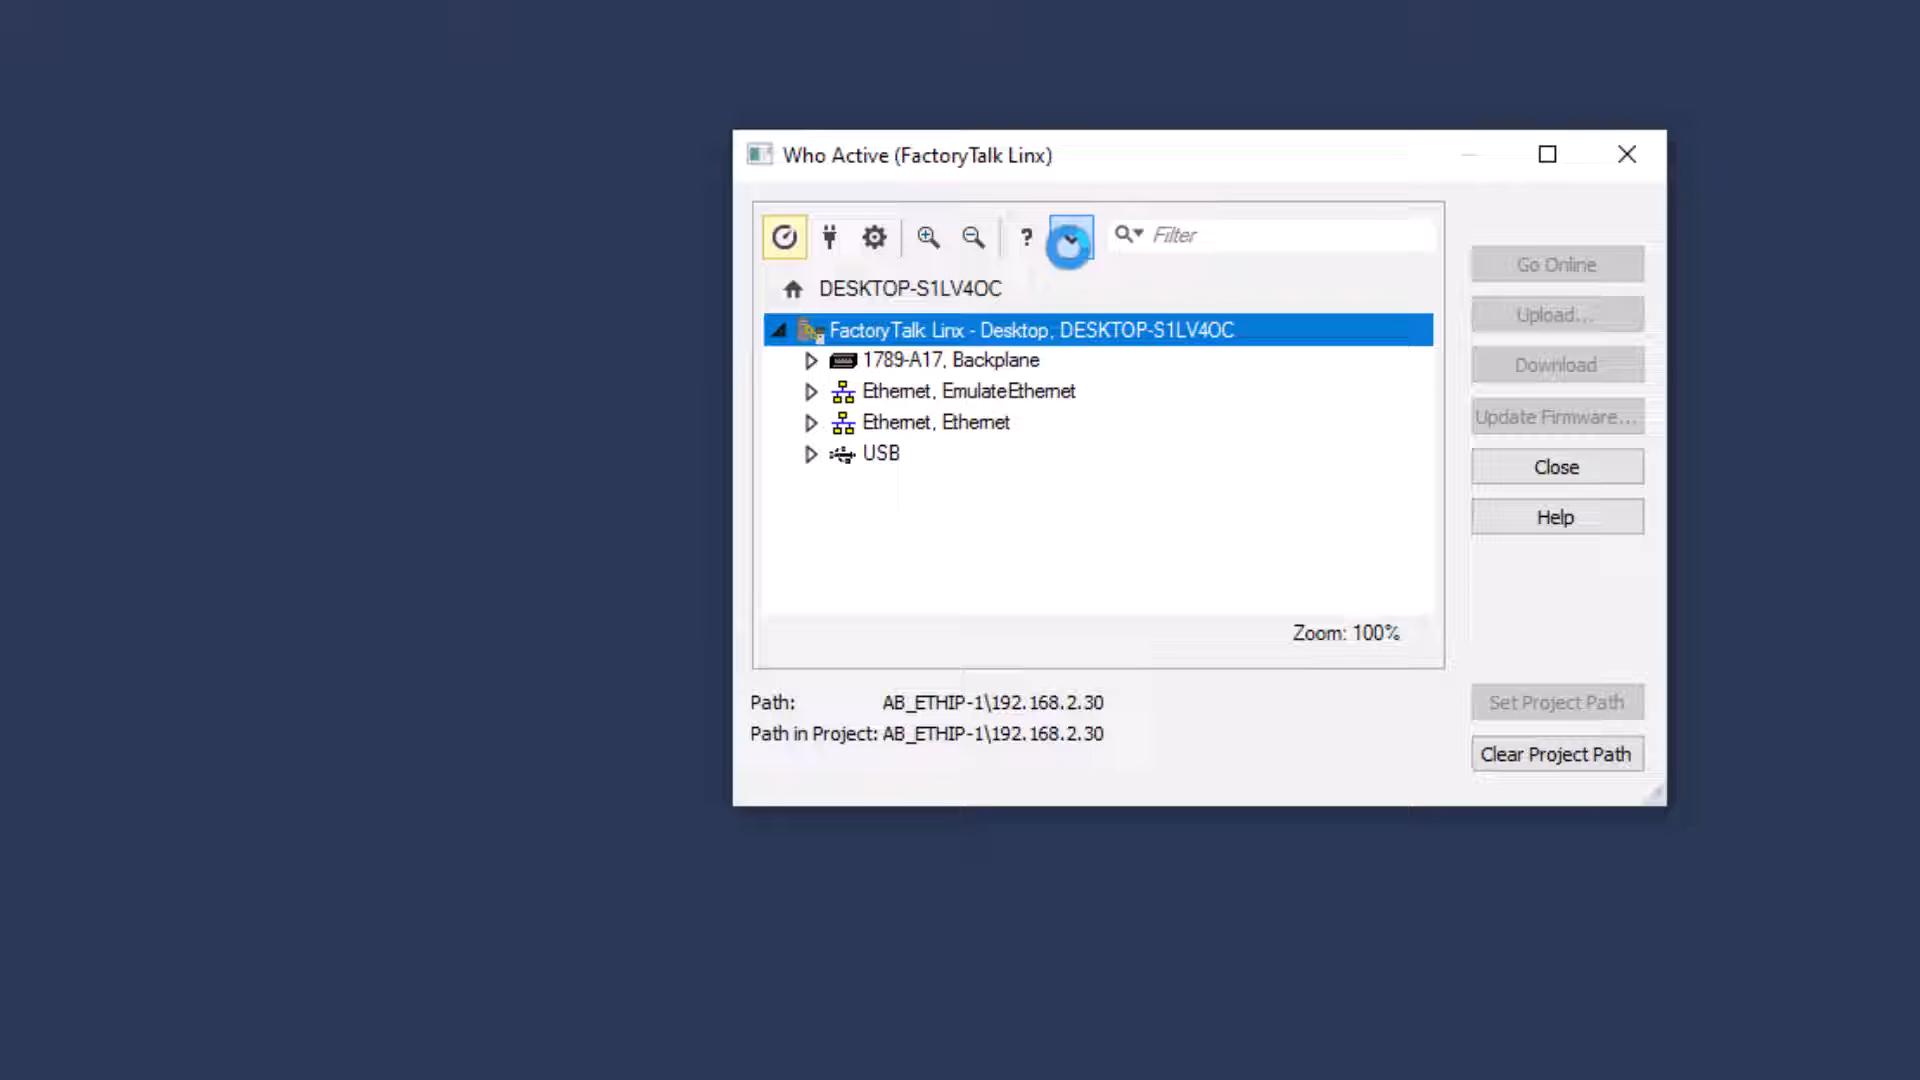 Who Active (FactoryTalk Linx)
? Filter
DESKTOP-S1LV4OC
FactoryTalk Linx - Desktop, DESKTOP-S1LV4OC
1789-A17, Backplane
Ethernet, EmulateEthernet
Ethernet, Ethernet
USB
Zoom: 100%
Go Online
Upload...
Download
Update Firmware...
Close
Help
Path: AB_ETHIP-1\192.168.2.30
Path in Project: AB_ETHIP-1\192.168.2.30
Set Project Path
Clear Project Path